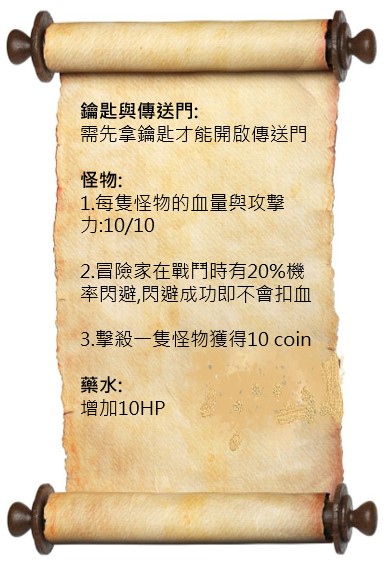 鑰匙與傳送門:
需先拿鑰匙才能開啟傳送門
怪物:
1.每隻怪物的血量與攻擊
力:10/10
2.冒險家在戰鬥時有20%機
率閃避,閃避成功即不會扣血
3.擊殺一隻怪物獲得10 coin
藥水:
增加10HP